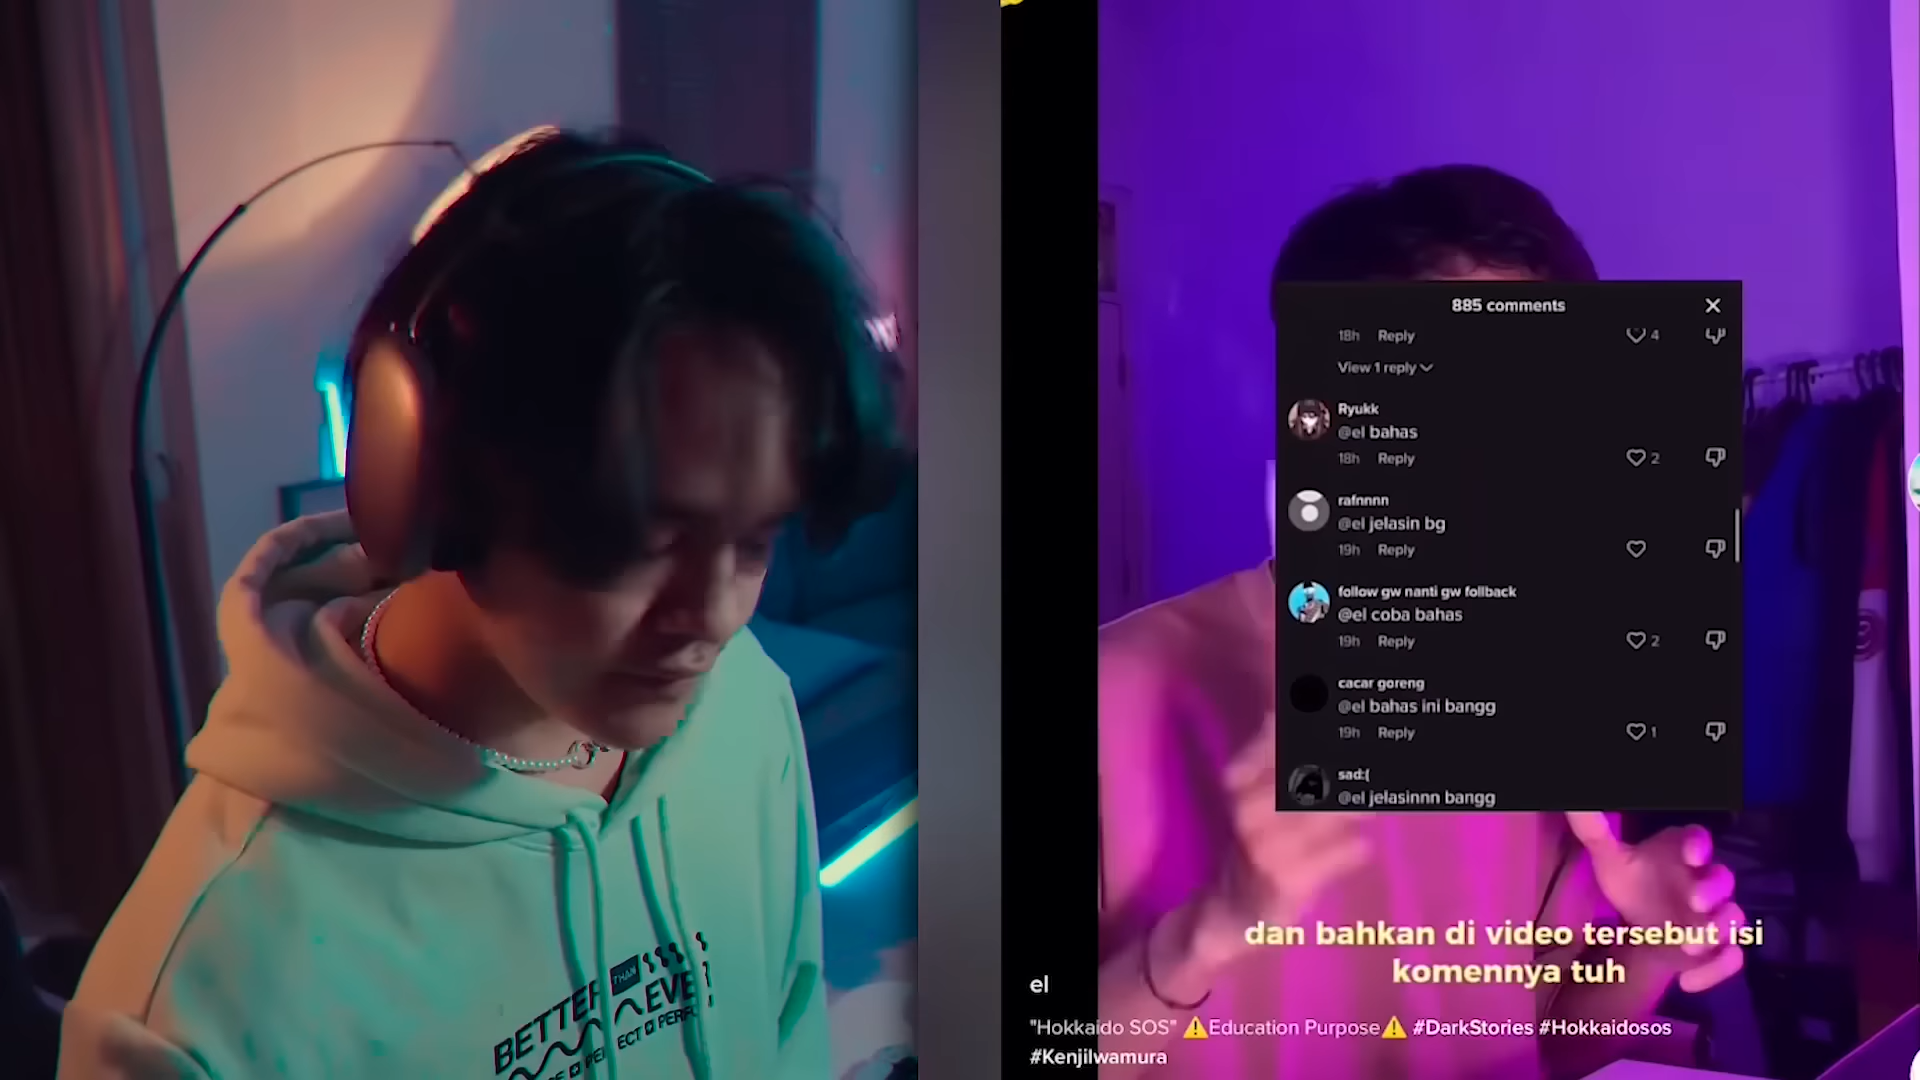 BETTER THAN EVER
885 comments
18h Reply 4
View 1 reply
Ryukk
@el bahas
18h Reply 2
rafnnnn
@el jelasin bg
19h Reply
follow gw nanti gw follback
@el coba bahas
19h Reply 2
cacar goreng
@el bahas ini bangg
19h Reply 1
sad:(
@el jelasinnn bangg
dan bahkan di video tersebut isi
komennya tuh
el
"Hokkaido SOS" ⚠️Education Purpose⚠️ #DarkStories #Hokkaidosos
#KenjiIwamura